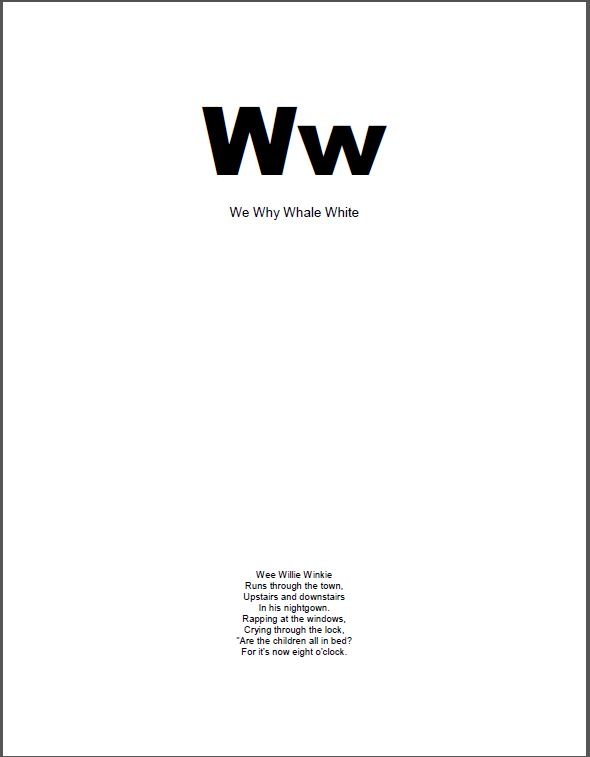 Ww
We Why Whale White
Wee Willie Winkie
Runs through the town,
Upstairs and downstairs
In his nightgown.
Rapping at the windows,
Crying through the lock,
"Are the children all in bed?
For it's now eight o'clock.